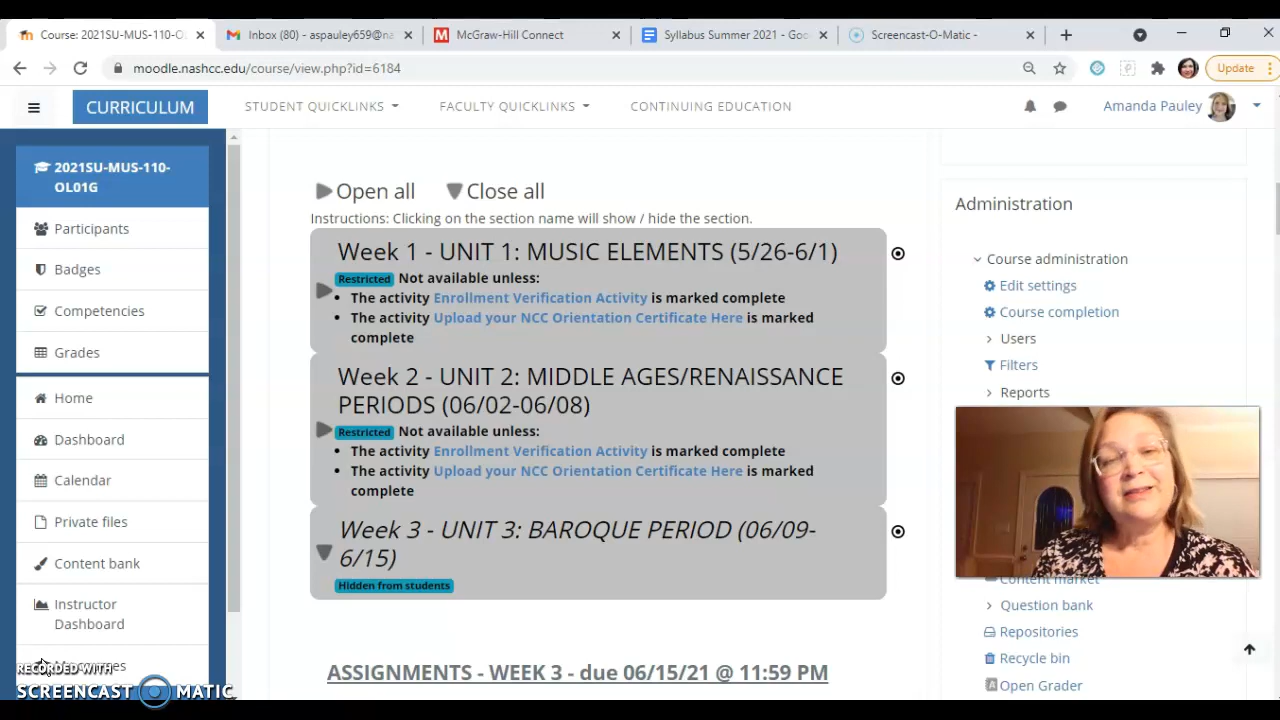 Course: 2021SU-MUS-110-OL
Inbox (80) - aspauley659@na
McGraw-Hill Connect
Syllabus Summer 2021 - Goo
Screencast-O-Matic -
moodle.nashcc.edu/course/view.php?id=6184
Update
CURRICULUM
STUDENT QUICKLINKS
FACULTY QUICKLINKS
CONTINUING EDUCATION
Amanda Pauley
2021SU-MUS-110-
OL01G
Participants
Badges
Competencies
Grades
Home
Dashboard
Calendar
Private files
Content bank
Instructor
Dashboard
RECORDED WITH
SCREENCAST MATIC
Open all
Close all
Instructions: Clicking on the section name will show / hide the section.
Week 1 - UNIT 1: MUSIC ELEMENTS (5/26-6/1)
Restricted Not available unless:
The activity Enrollment Verification Activity is marked complete
The activity Upload your NCC Orientation Certificate Here is marked
complete
Week 2 - UNIT 2: MIDDLE AGES/RENAISSANCE
PERIODS (06/02-06/08)
Restricted Not available unless:
The activity Enrollment Verification Activity is marked complete
The activity Upload your NCC Orientation Certificate Here is marked
complete
Week 3 - UNIT 3: BAROQUE PERIOD (06/09-
6/15)
Hidden from students
ASSIGNMENTS - WEEK 3 - due 06/15/21 @ 11:59 PM
Administration
Course administration
Edit settings
Course completion
Users
Filters
Reports
Content market
Question bank
Repositories
Recycle bin
Open Grader